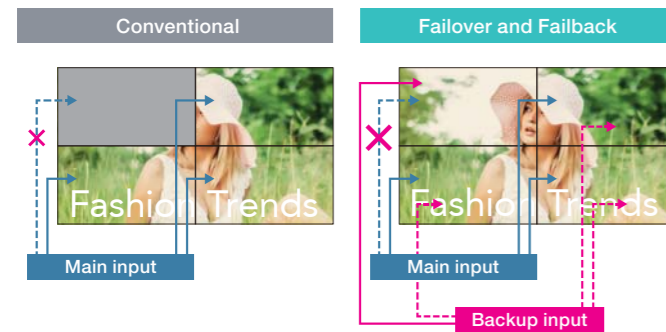 Conventional
Failover and Failback
Fashion Trends
Fashion Trends
Main input
Main input
Backup input